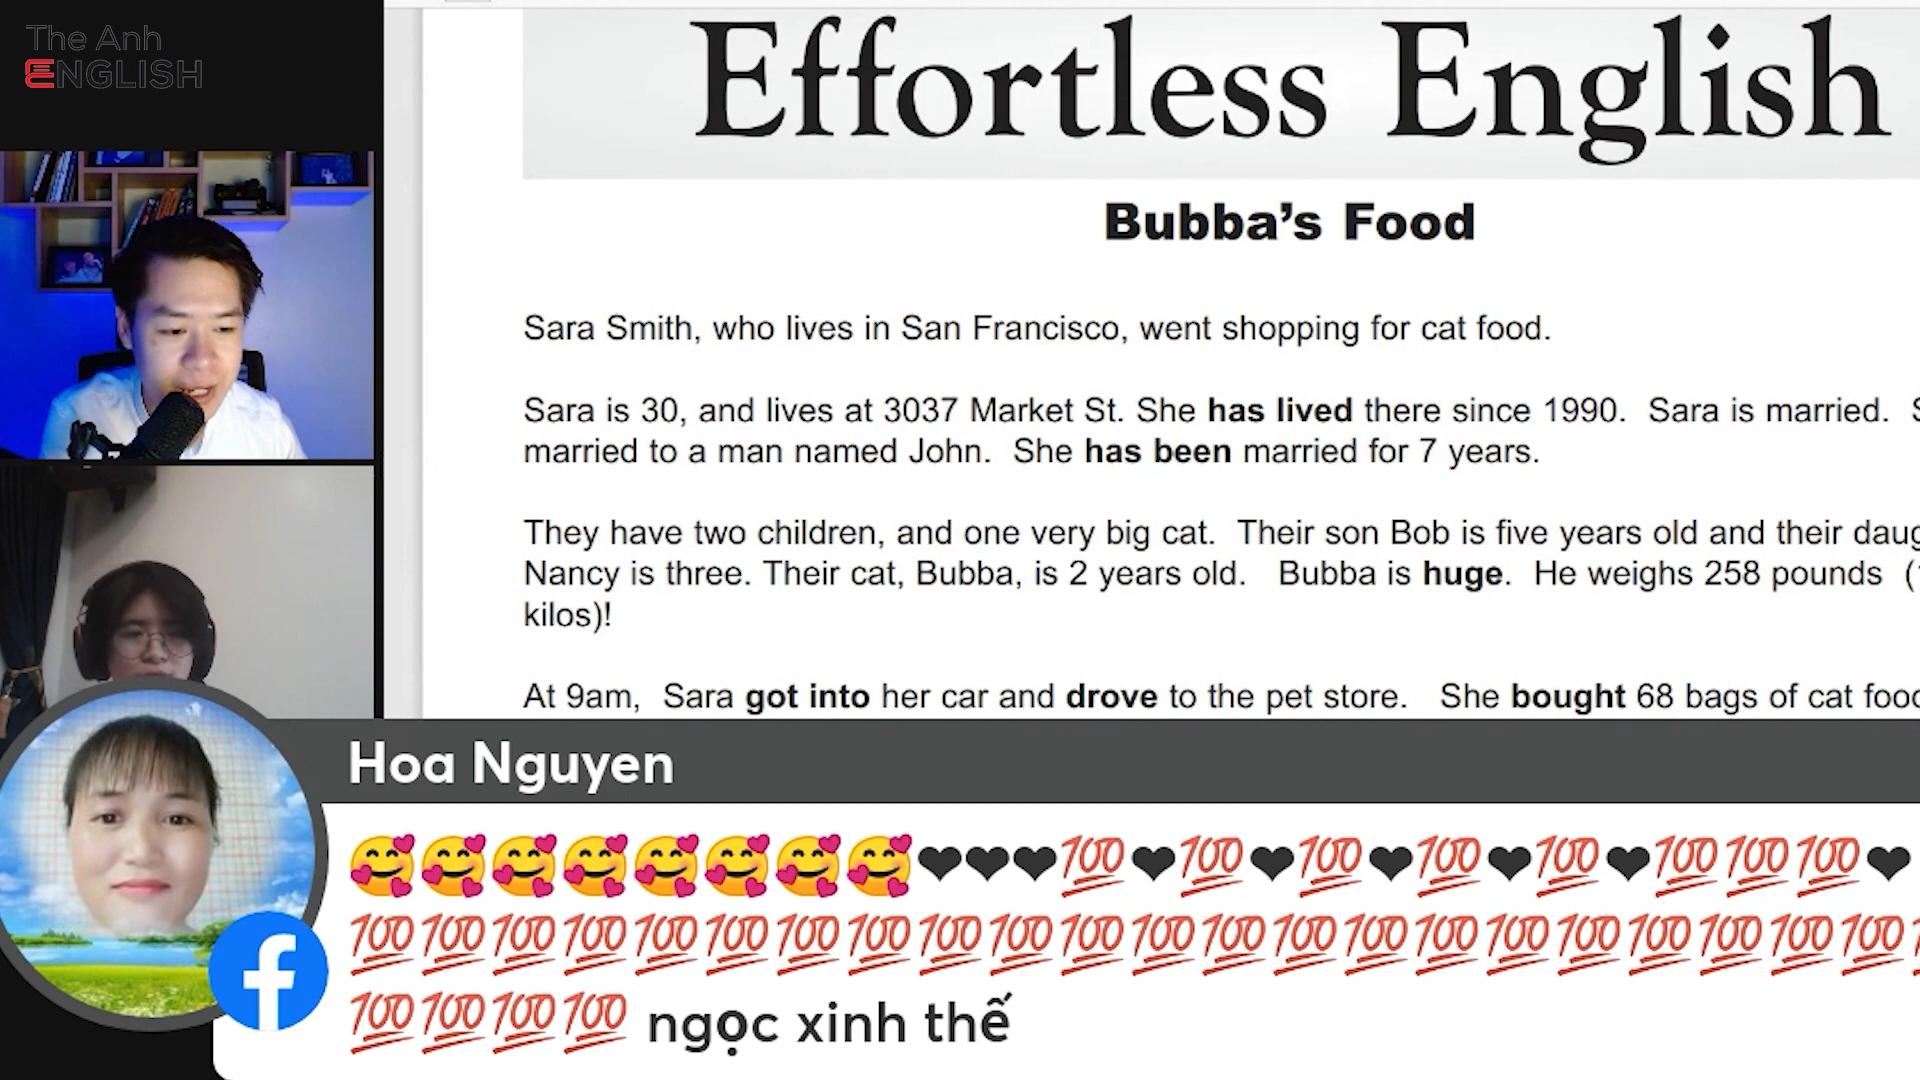 The Anh
ENGLISH
Effortless English
Bubba's Food
Sara Smith, who lives in San Francisco, went shopping for cat food.
Sara is 30, and lives at 3037 Market St. She has lived there since 1990. Sara is married.
married to a man named John. She has been married for 7 years.
They have two children, and one very big cat. Their son Bob is five years old and their
Nancy is three. Their cat, Bubba, is 2 years old. Bubba is huge. He weighs 258 pounds (
kilos)!
At 9am, Sara got into her car and drove to the pet store. She bought 68 bags of cat
Hoa Nguyen
🥰🥰🥰🥰🥰🥰🥰🥰❤❤❤💯❤💯❤💯❤💯❤💯❤💯💯💯❤
💯💯💯💯💯💯💯💯💯💯💯💯💯💯💯💯💯💯💯💯💯💯
💯💯💯💯 ngọc xinh thế